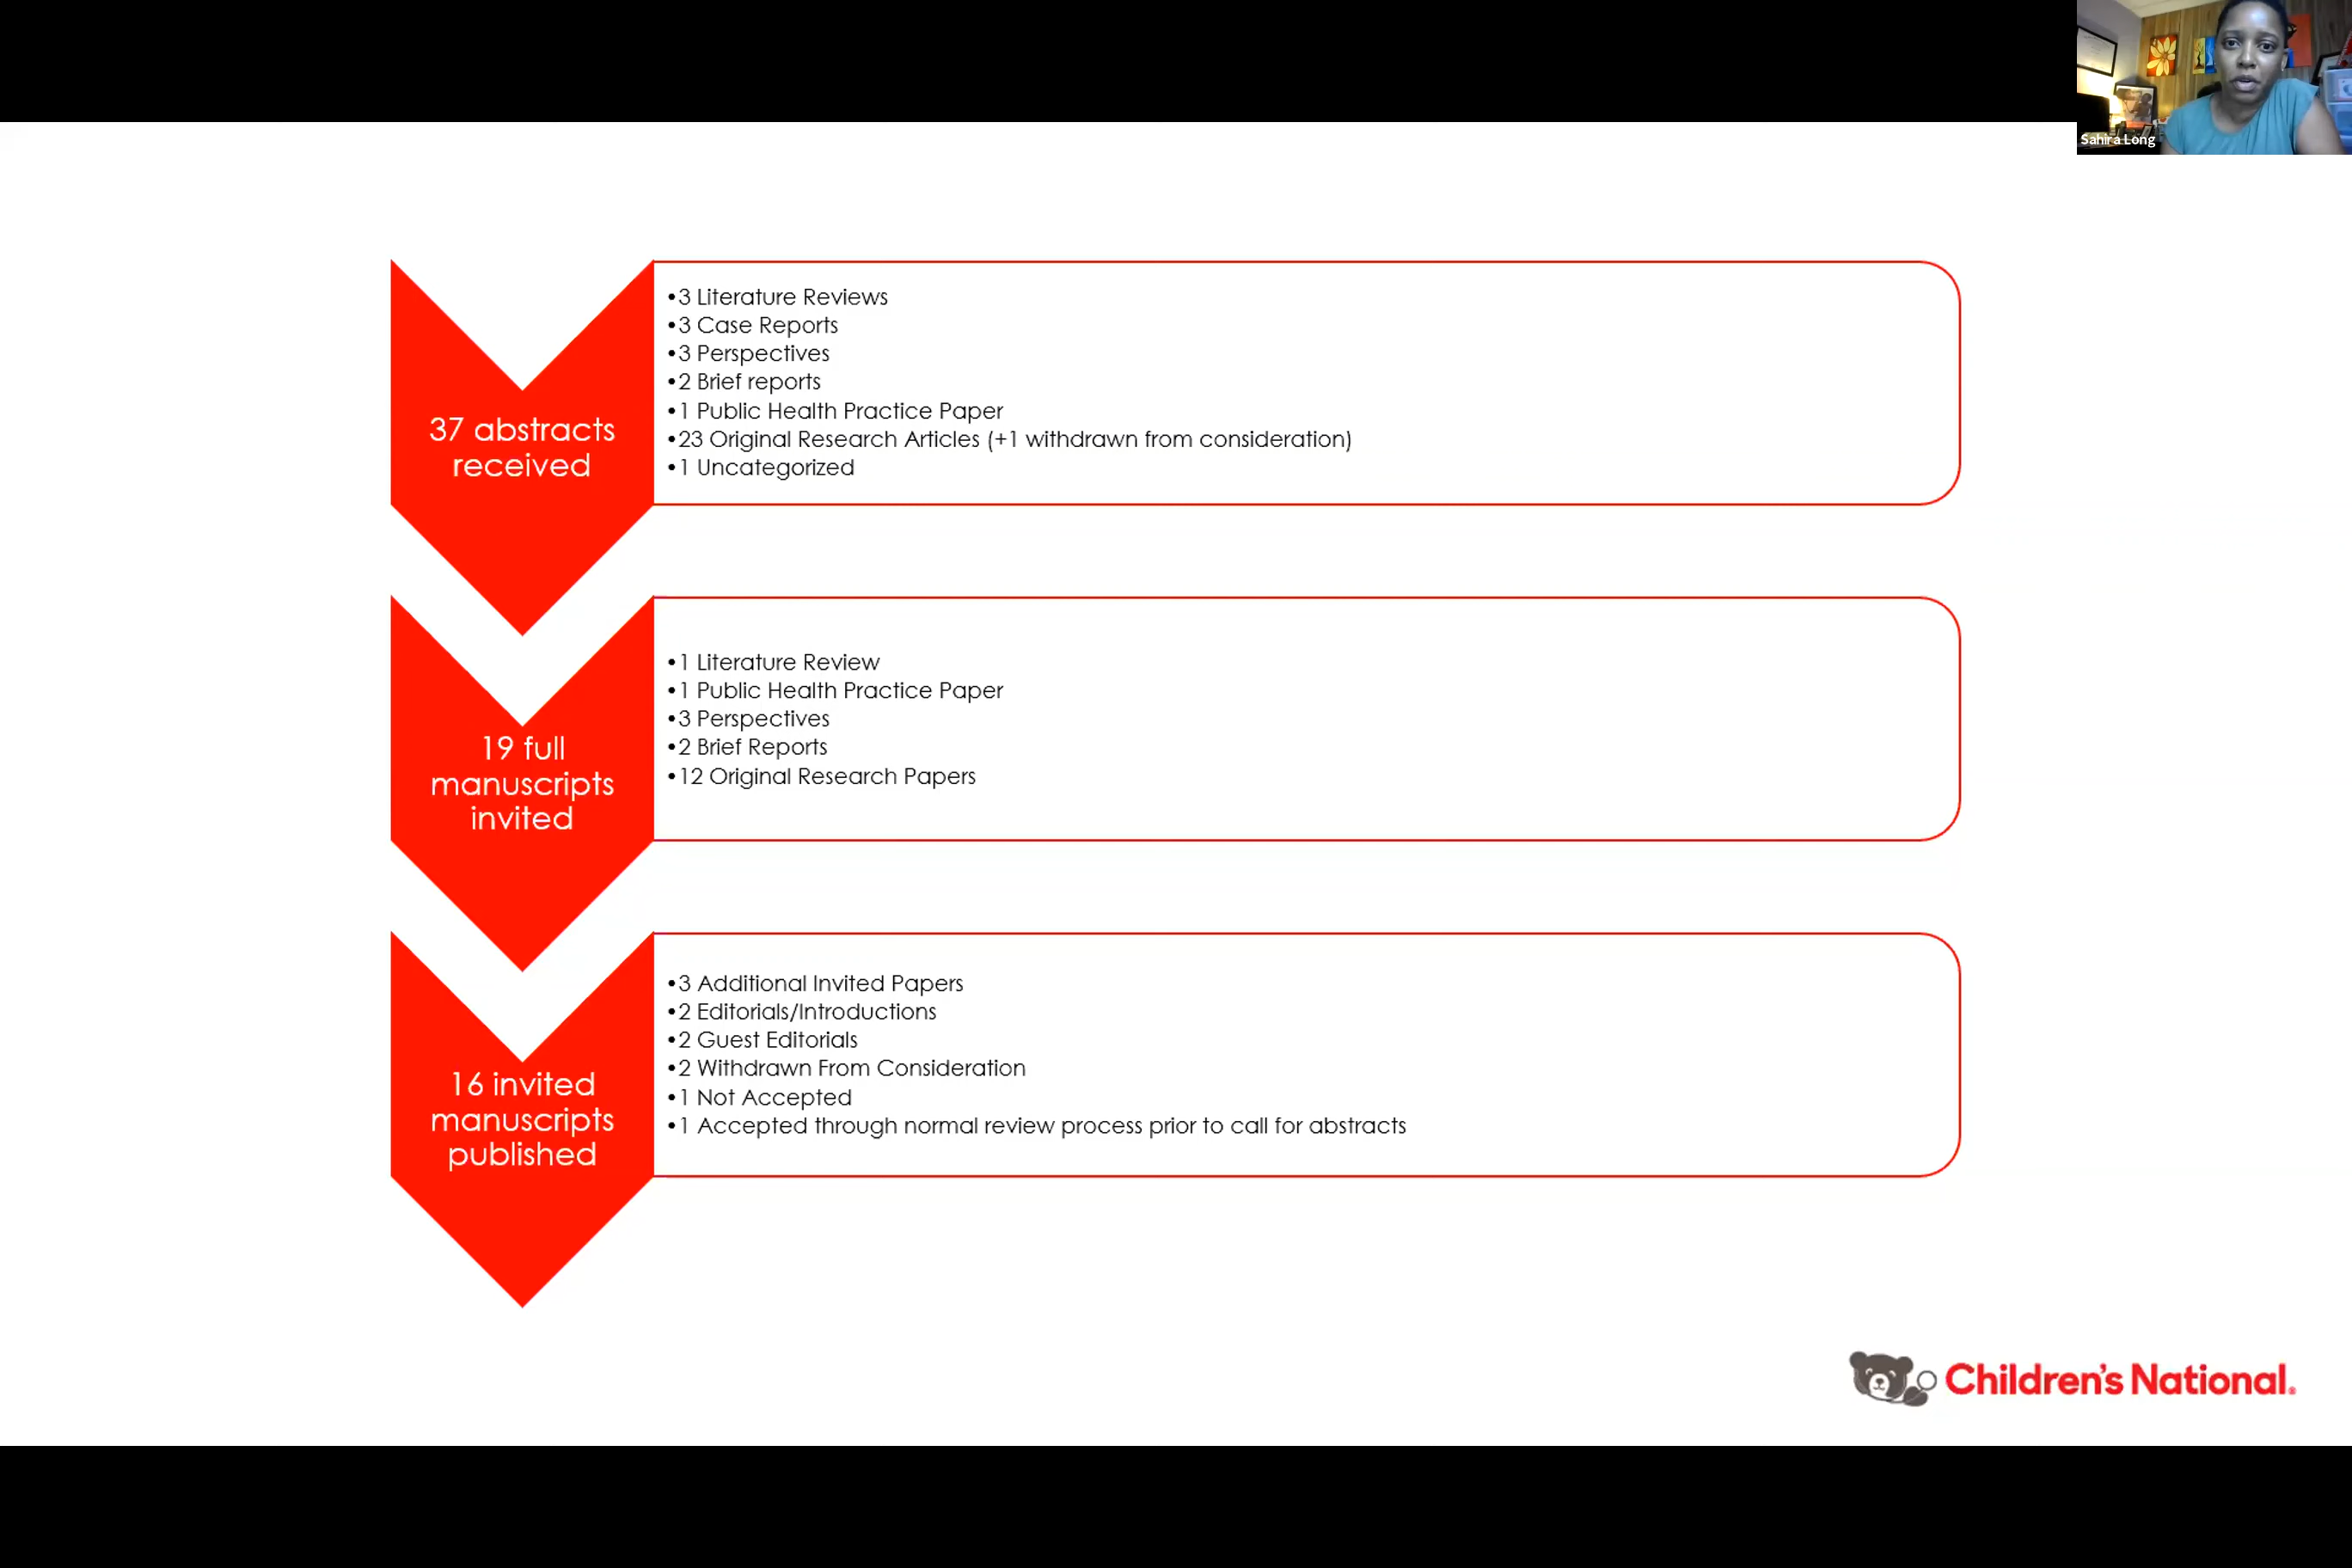 Sahira Long
37 abstracts
received
•3 Literature Reviews
•3 Case Reports
•3 Perspectives
•2 Brief reports
•1 Public Health Practice Paper
•23 Original Research Articles (+1 withdrawn from consideration)
•1 Uncategorized
19 full
manuscripts
invited
•1 Literature Review
•1 Public Health Practice Paper
•3 Perspectives
•2 Brief Reports
•12 Original Research Papers
16 invited
manuscripts
published
•3 Additional Invited Papers
•2 Editorials/Introductions
•2 Guest Editorials
•2 Withdrawn From Consideration
•1 Not Accepted
•1 Accepted through normal review process prior to call for abstracts
Children's National®